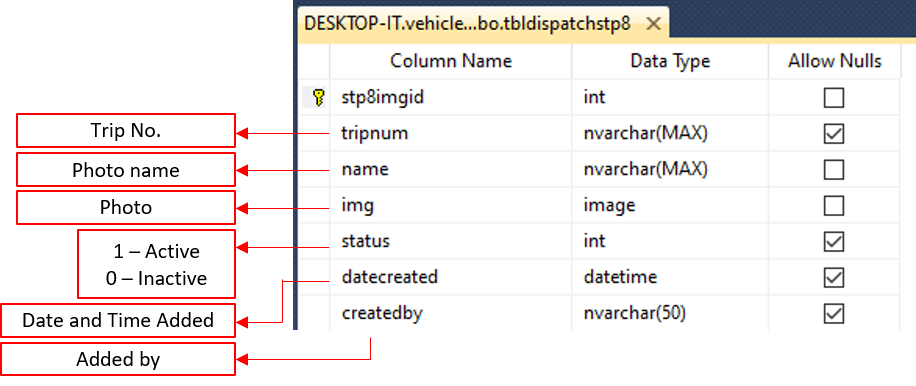 DESKTOP-IT.vehicle...bo.tbldispatchstp8
Column Name Data Type Allow Nulls
stp8imgid int
Trip No. tripnum nvarchar(MAX)
Photo name name nvarchar(MAX)
Photo img image
1 – Active
0 – Inactive
status int
datecreated datetime
Date and Time Added
createdby nvarchar(50)
Added by